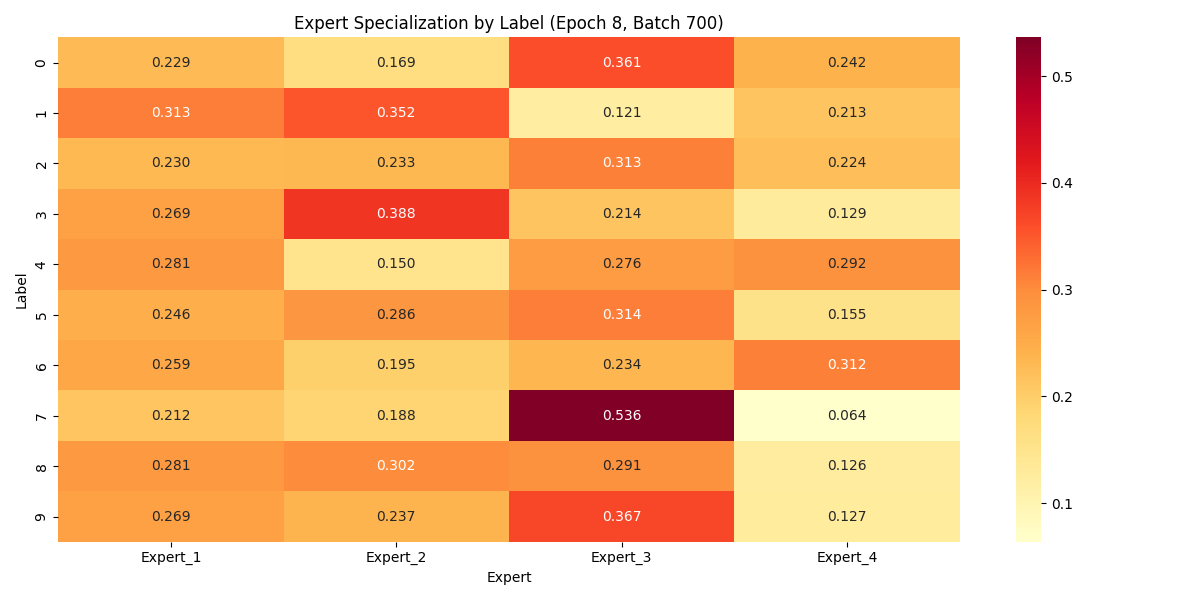 Expert Specialization by Label (Epoch 8, Batch 700)
0 0.229 0.169 0.361 0.242
1 0.313 0.352 0.121 0.213
2 0.230 0.233 0.313 0.224
3 0.269 0.388 0.214 0.129
4 0.281 0.150 0.276 0.292
5 0.246 0.286 0.314 0.155
6 0.259 0.195 0.234 0.312
7 0.212 0.188 0.536 0.064
8 0.281 0.302 0.291 0.126
9 0.269 0.237 0.367 0.127
Label
Expert_1 Expert_2 Expert_3 Expert_4
Expert
0.5
0.4
0.3
0.2
0.1